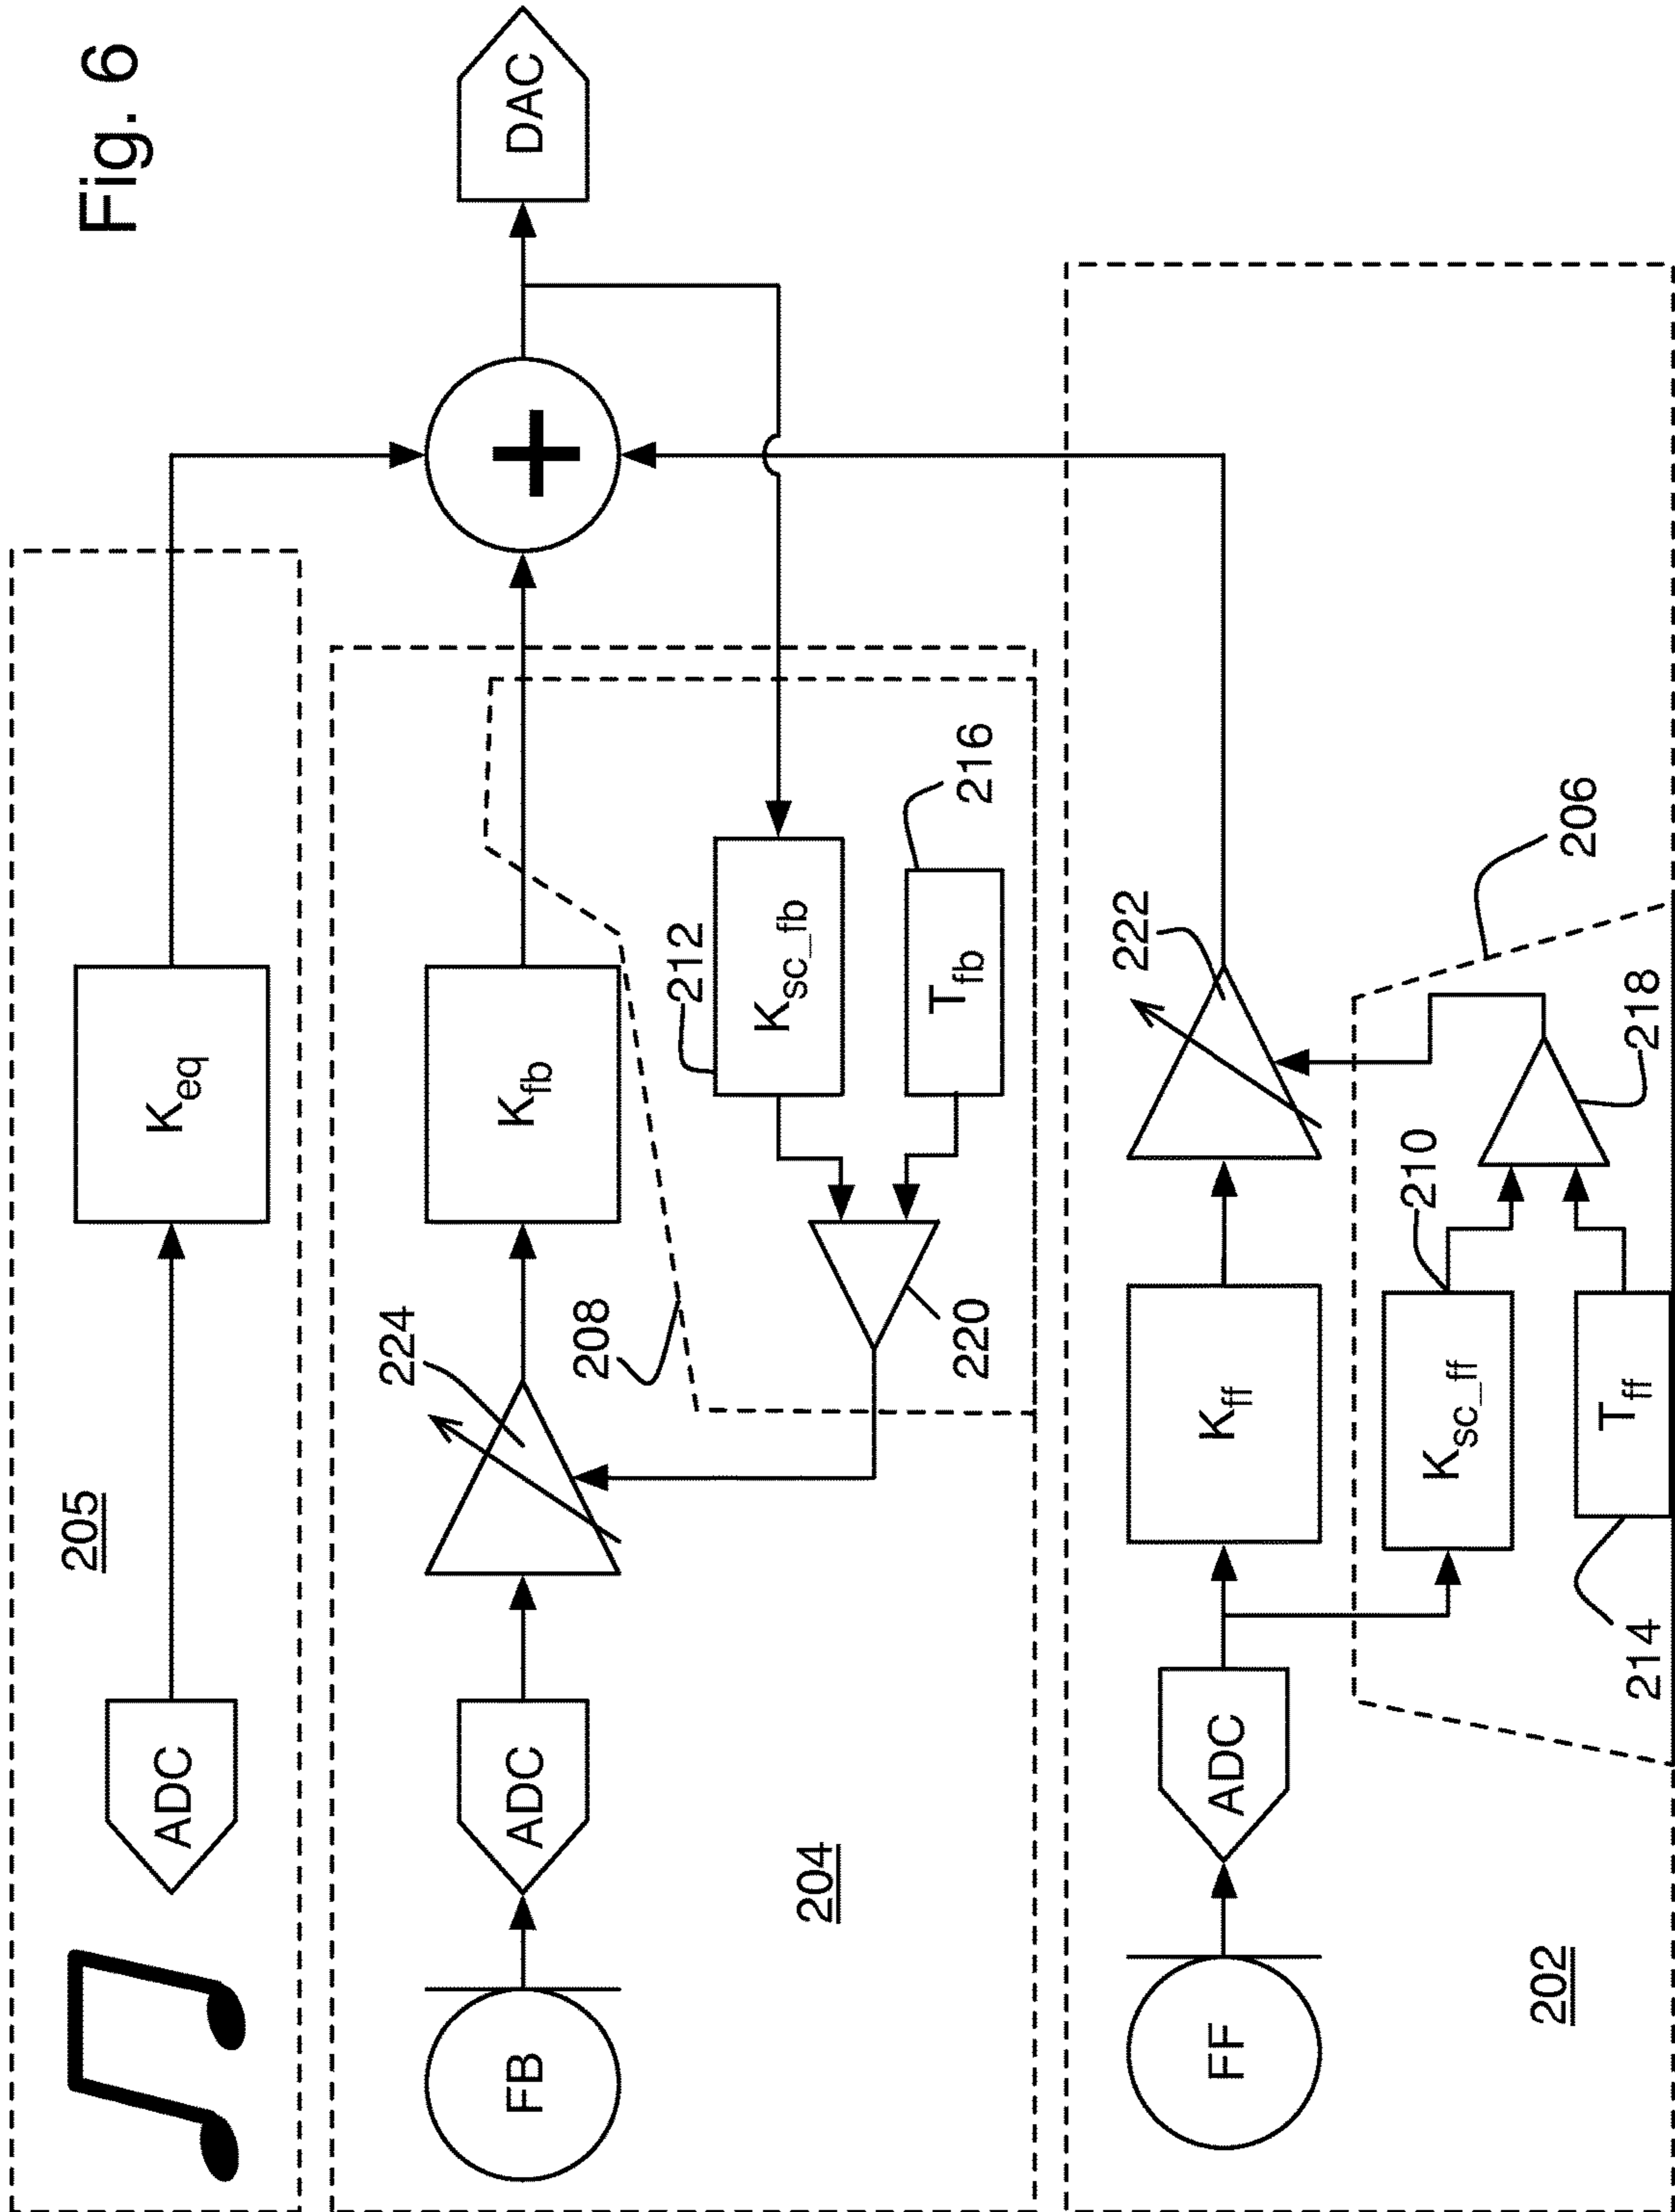 Fig. 6
205
ADC
K_eq
DAC
FB
ADC
224
K_fb
208
212
K_sc_fb
T_fb
216
220
204
FF
ADC
K_ff
222
206
210
K_sc_ff
218
T_ff
214
202